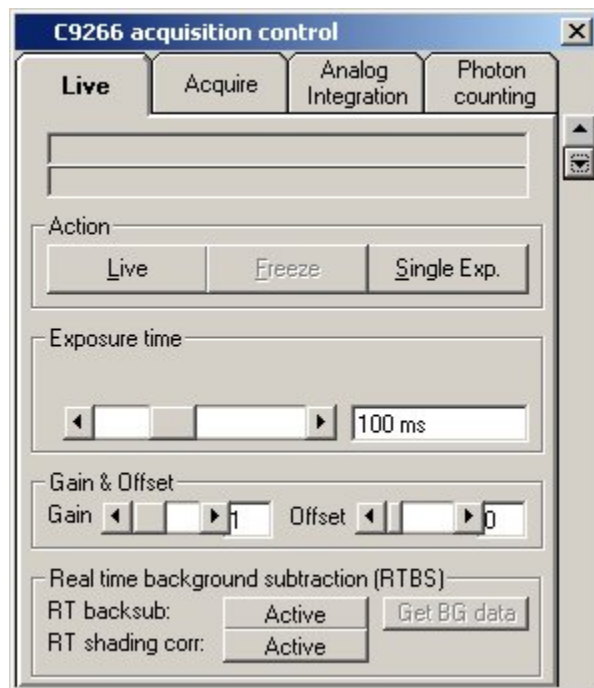 C9266 acquisition control
Live Acquire Analog Integration Photon counting
Action
Live Freeze Single Exp.
Exposure time
100 ms
Gain & Offset
Gain 1 Offset 0
Real time background subtraction (RTBS)
RT backsub: Active Get BG data
RT shading corr: Active